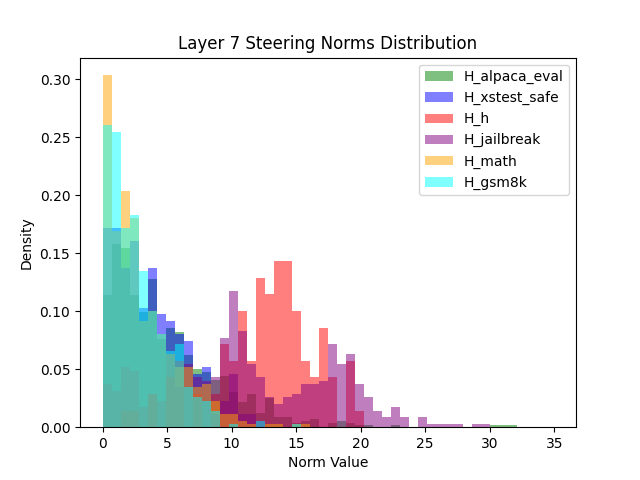 Layer 7 Steering Norms Distribution
H_alpaca_eval
H_xstest_safe
H_h
H_jailbreak
H_math
H_gsm8k
Density
0.30
0.25
0.20
0.15
0.10
0.05
0.00
0 5 10 15 20 25 30 35
Norm Value